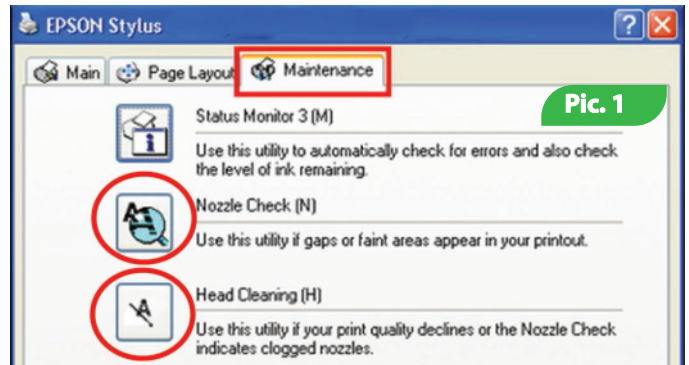 EPSON Stylus
Main Page Layout Maintenance
Pic. 1
Status Monitor 3 (M)
Use this utility to automatically check for errors and also check
the level of ink remaining.
Nozzle Check (N)
Use this utility if gaps or faint areas appear in your printout.
Head Cleaning (H)
Use this utility if your print quality declines or the Nozzle Check
indicates clogged nozzles.